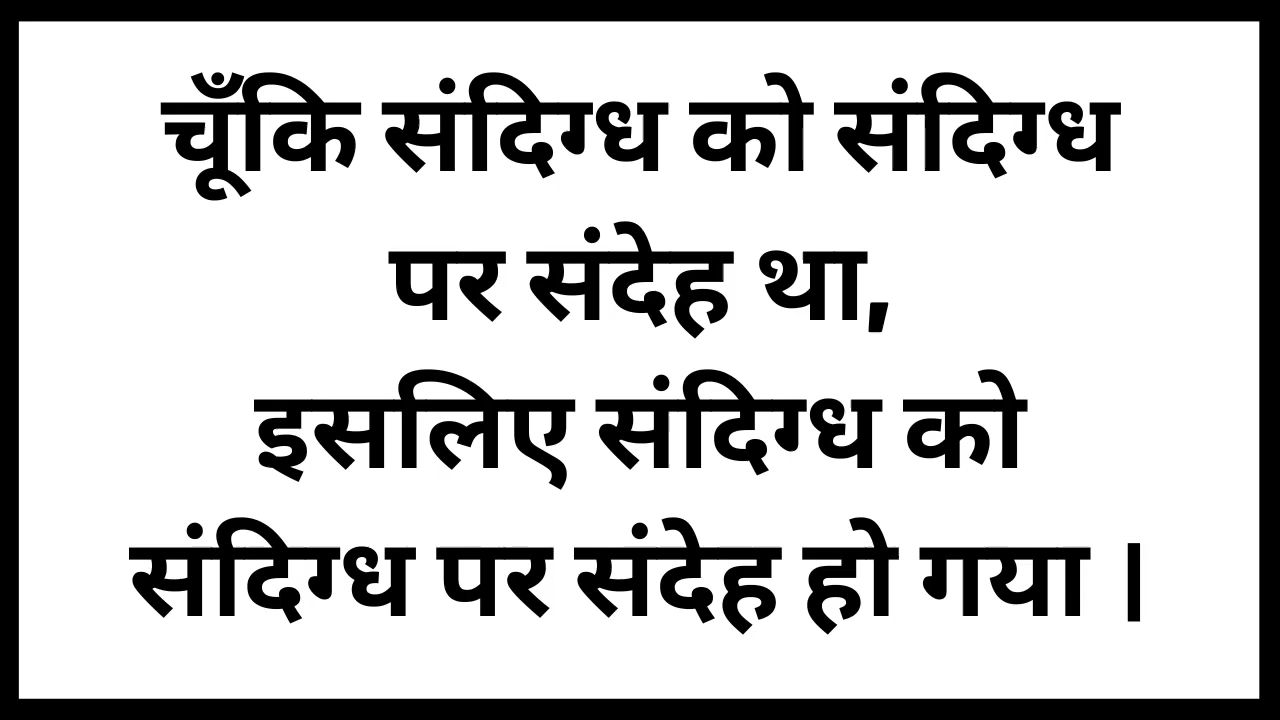 चूँकि संदिग्ध को संदिग्ध
पर संदेह था,
इसलिए संदिग्ध को
संदिग्ध पर संदेह हो गया ।